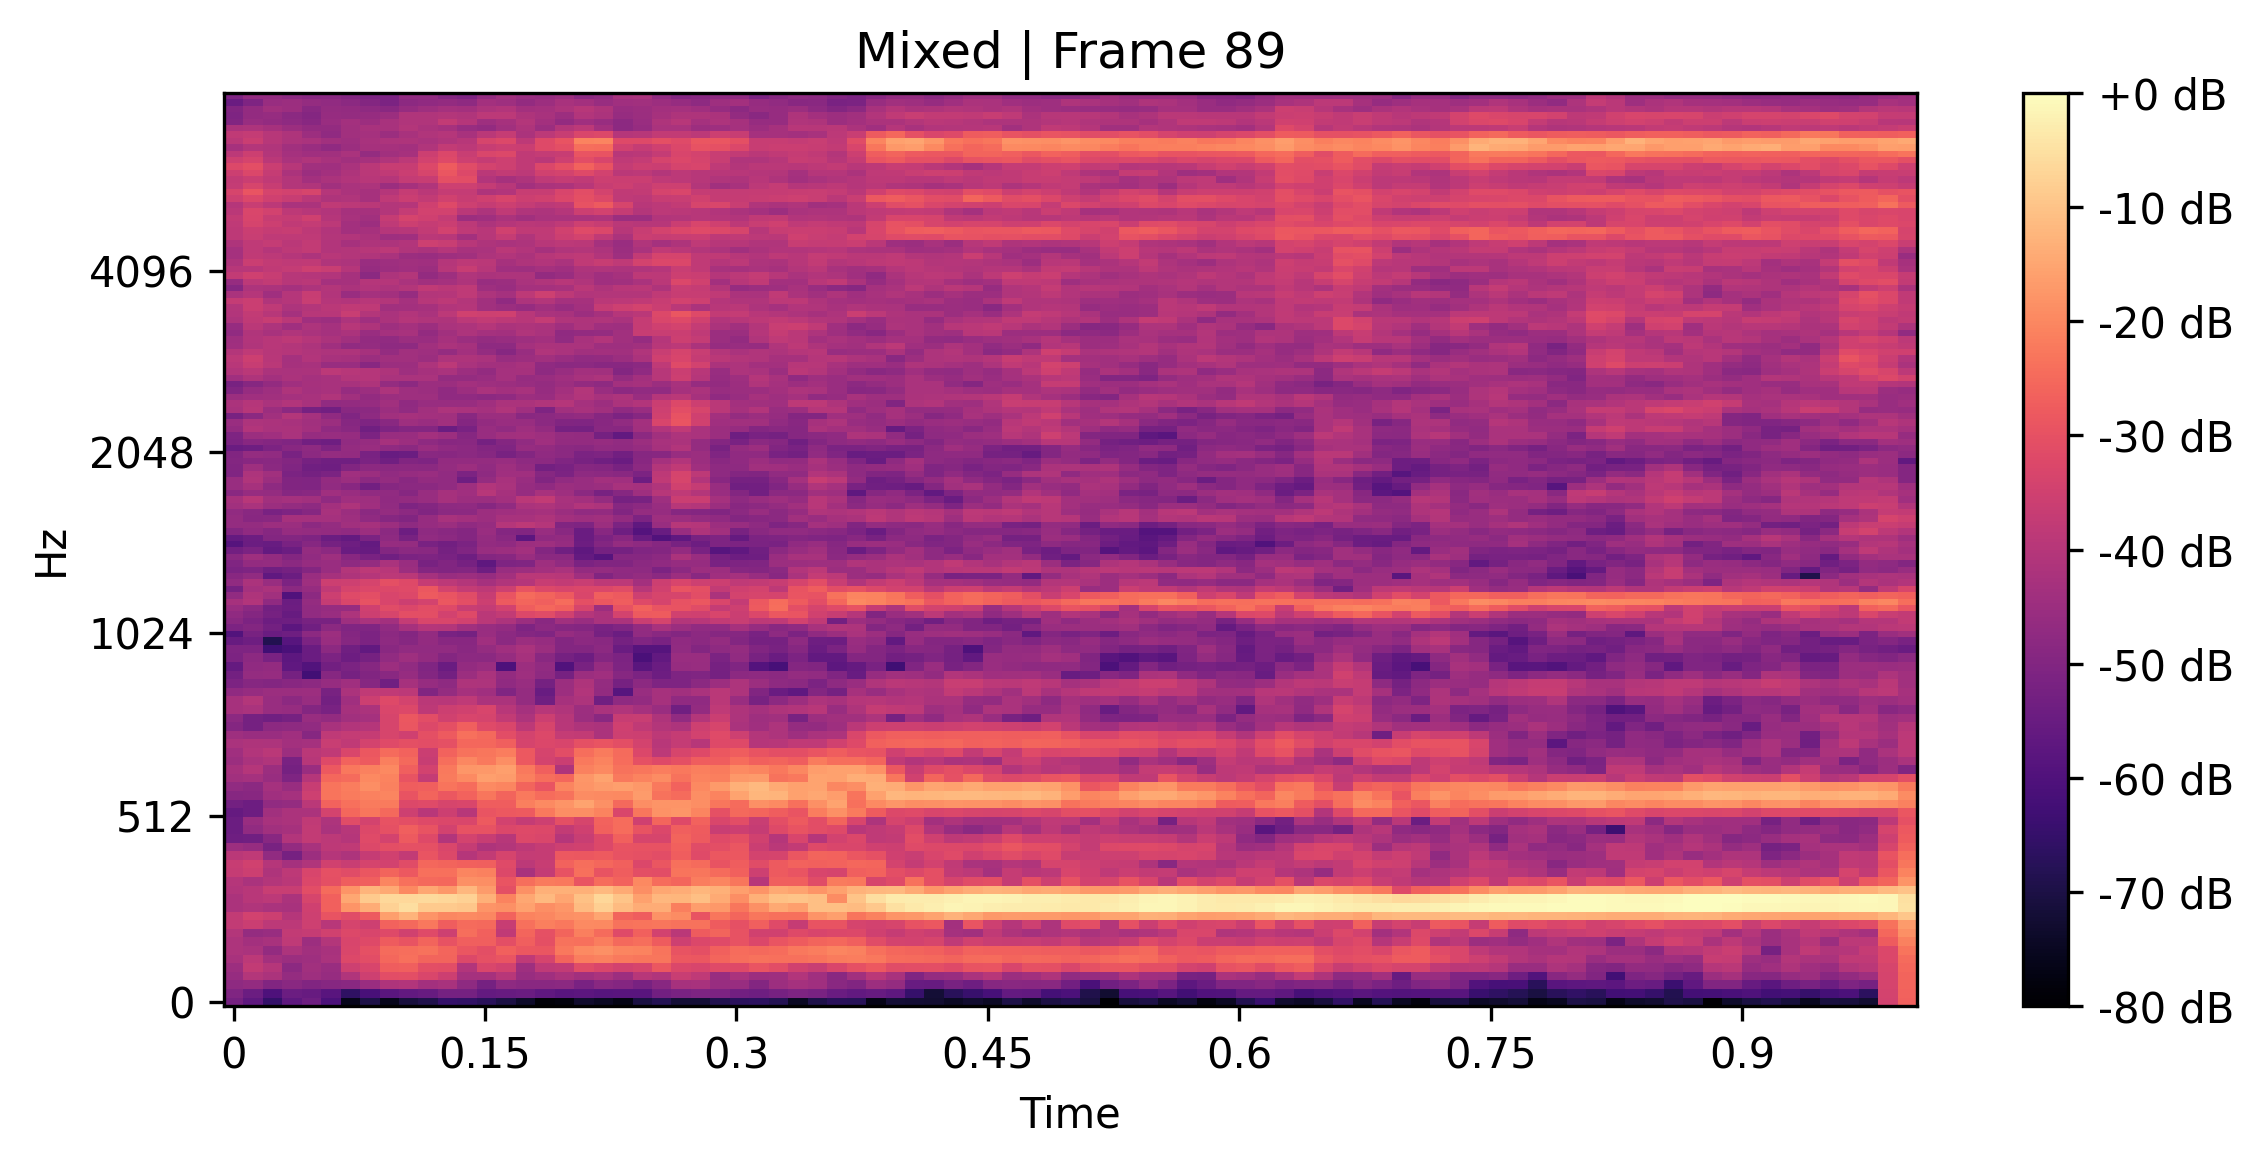 Mixed | Frame 89
+0 dB
-10 dB
-20 dB
-30 dB
-40 dB
-50 dB
-60 dB
-70 dB
-80 dB
Hz
4096
2048
1024
512
0
0 0.15 0.3 0.45 0.6 0.75 0.9
Time